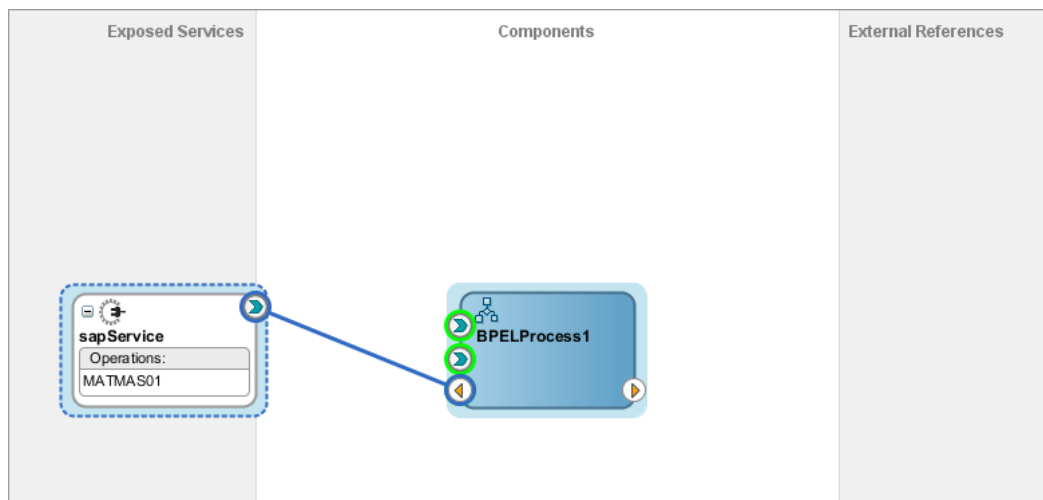 Exposed Services
Components
External References
sapService
Operations:
MATMAS01
BPELProcess1